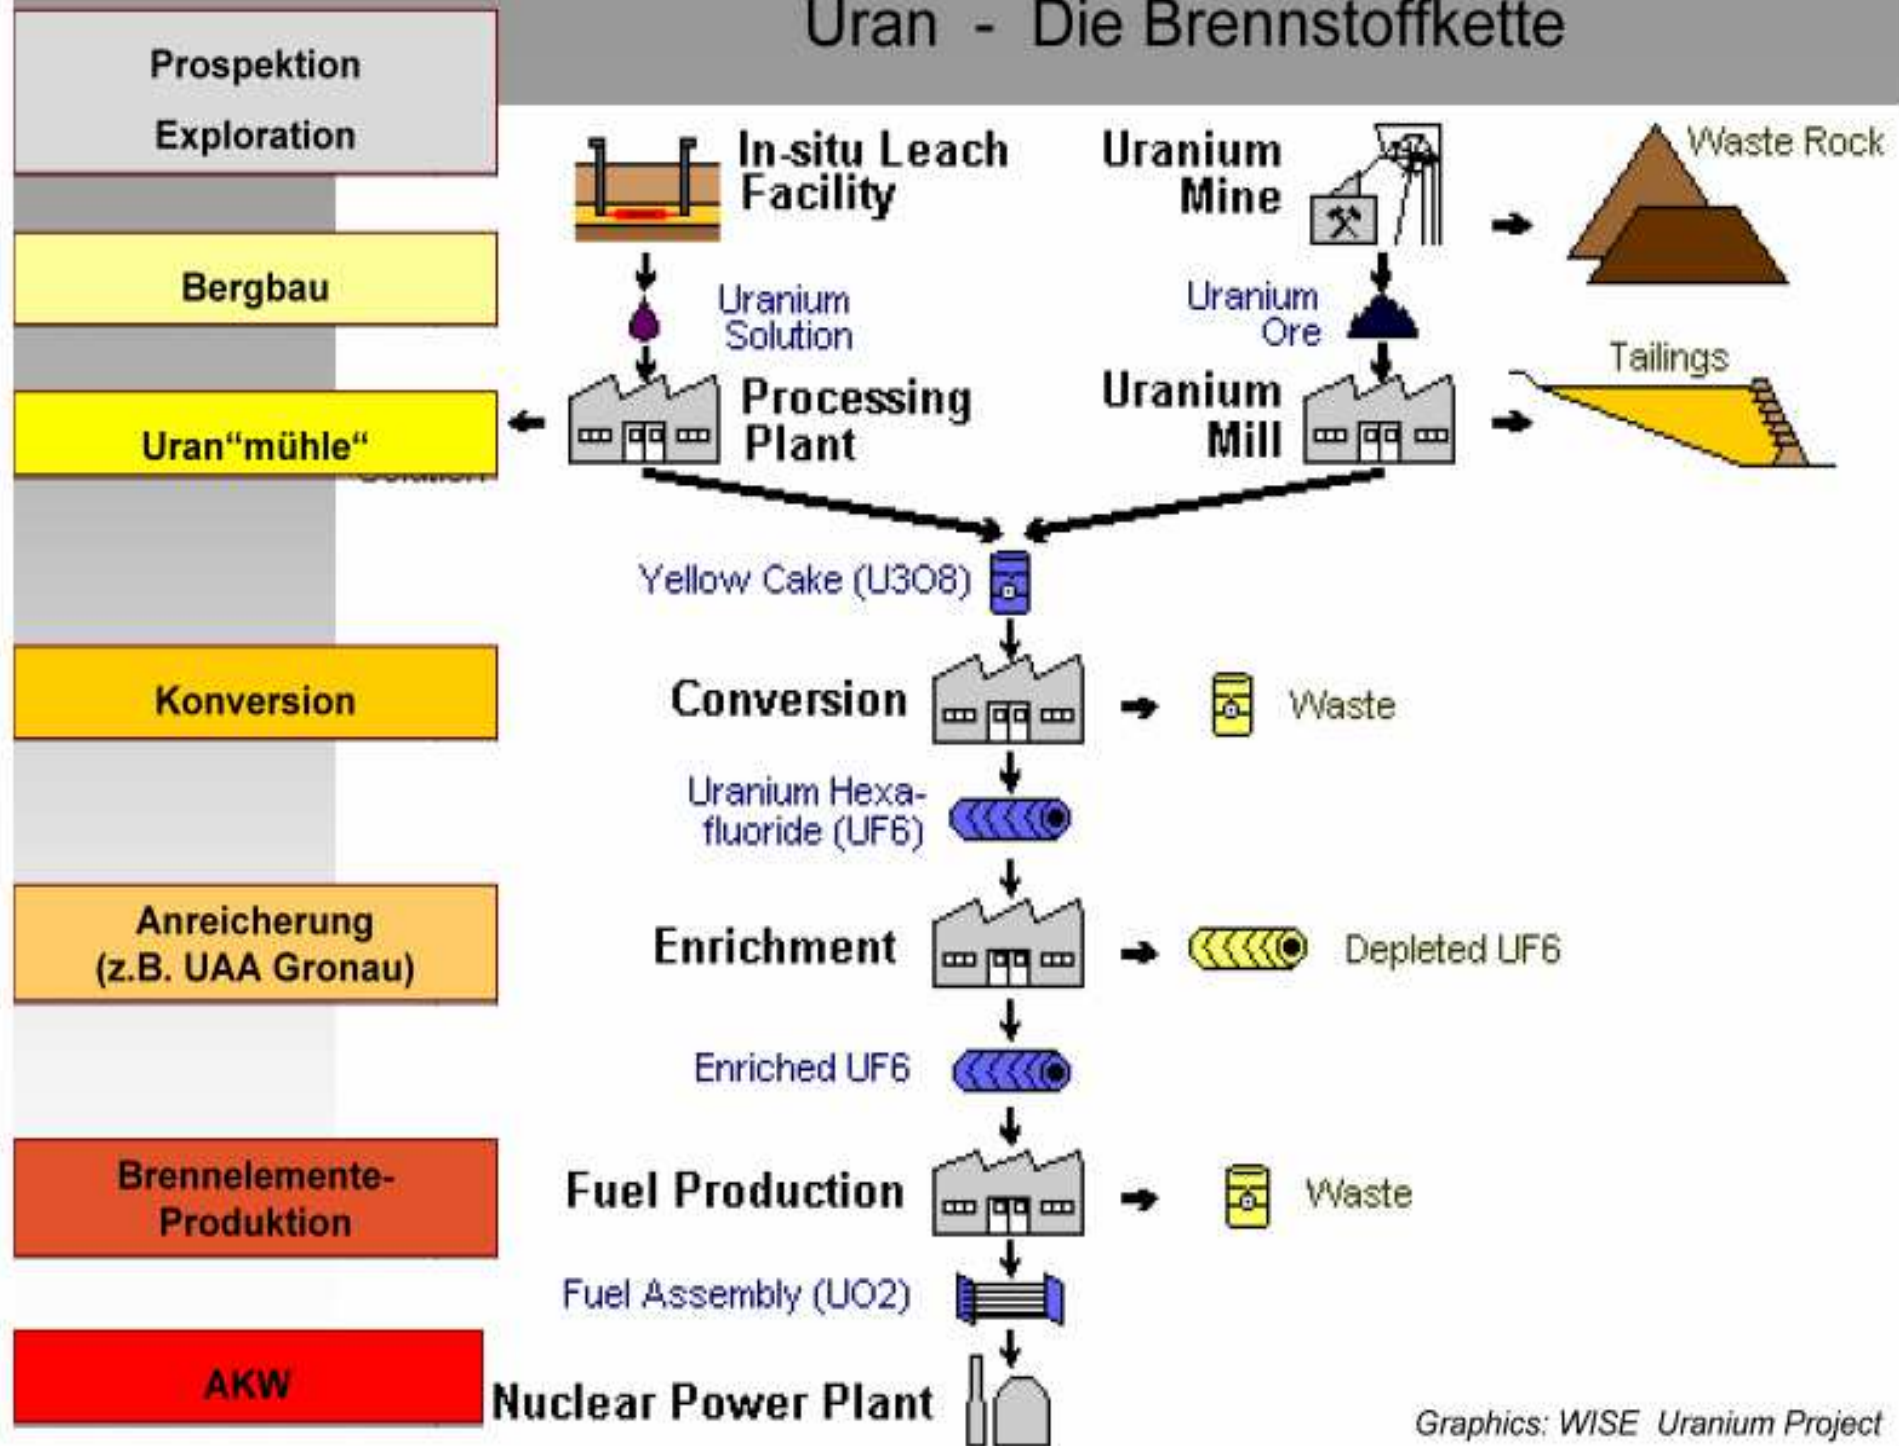 Uran - Die Brennstoffkette
Prospektion
Exploration
Bergbau
Uran“mühle“
Konversion
Anreicherung
(z.B. UAA Gronau)
Brennelemente-
Produktion
AKW
In-situ Leach
Facility
Uranium
Mine
Waste Rock
Uranium
Solution
Uranium
Ore
Processing
Plant
Uranium
Mill
Tailings
Yellow Cake (U3O8)
Conversion
Waste
Uranium Hexa-
fluoride (UF6)
Enrichment
Depleted UF6
Enriched UF6
Fuel Production
Waste
Fuel Assembly (UO2)
Nuclear Power Plant
Graphics: WISE Uranium Project